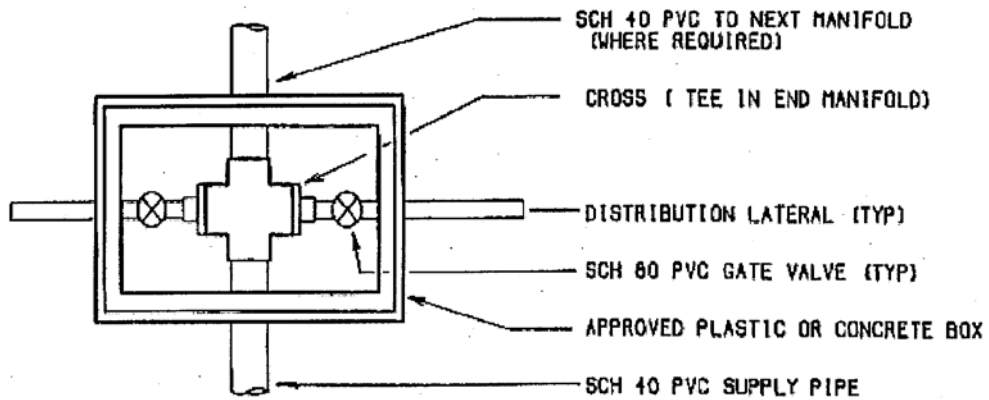 SCH 40 PVC TO NEXT MANIFOLD
(WHERE REQUIRED)
CROSS ( TEE IN END MANIFOLD)
DISTRIBUTION LATERAL (TYP)
SCH 80 PVC GATE VALVE (TYP)
APPROVED PLASTIC OR CONCRETE BOX
SCH 40 PVC SUPPLY PIPE